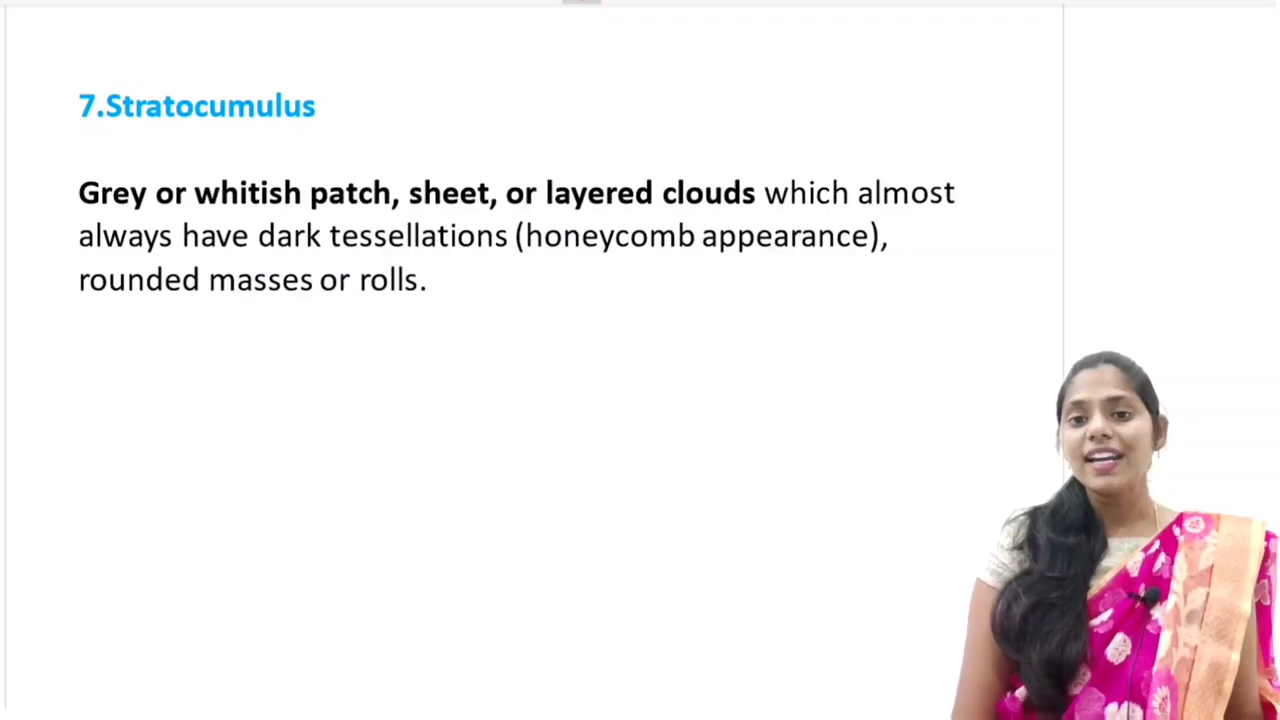 7.Stratocumulus
Grey or whitish patch, sheet, or layered clouds which almost
always have dark tessellations (honeycomb appearance),
rounded masses or rolls.